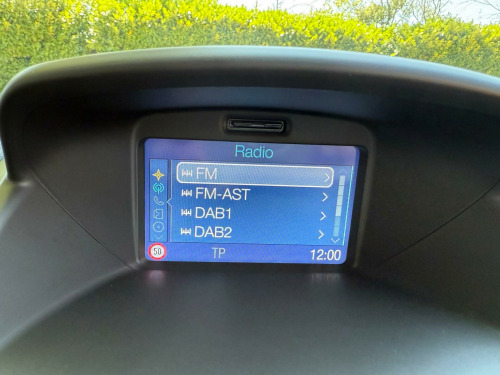 Radio
FM
FM-AST
DAB1
DAB2
50 TP 12:00